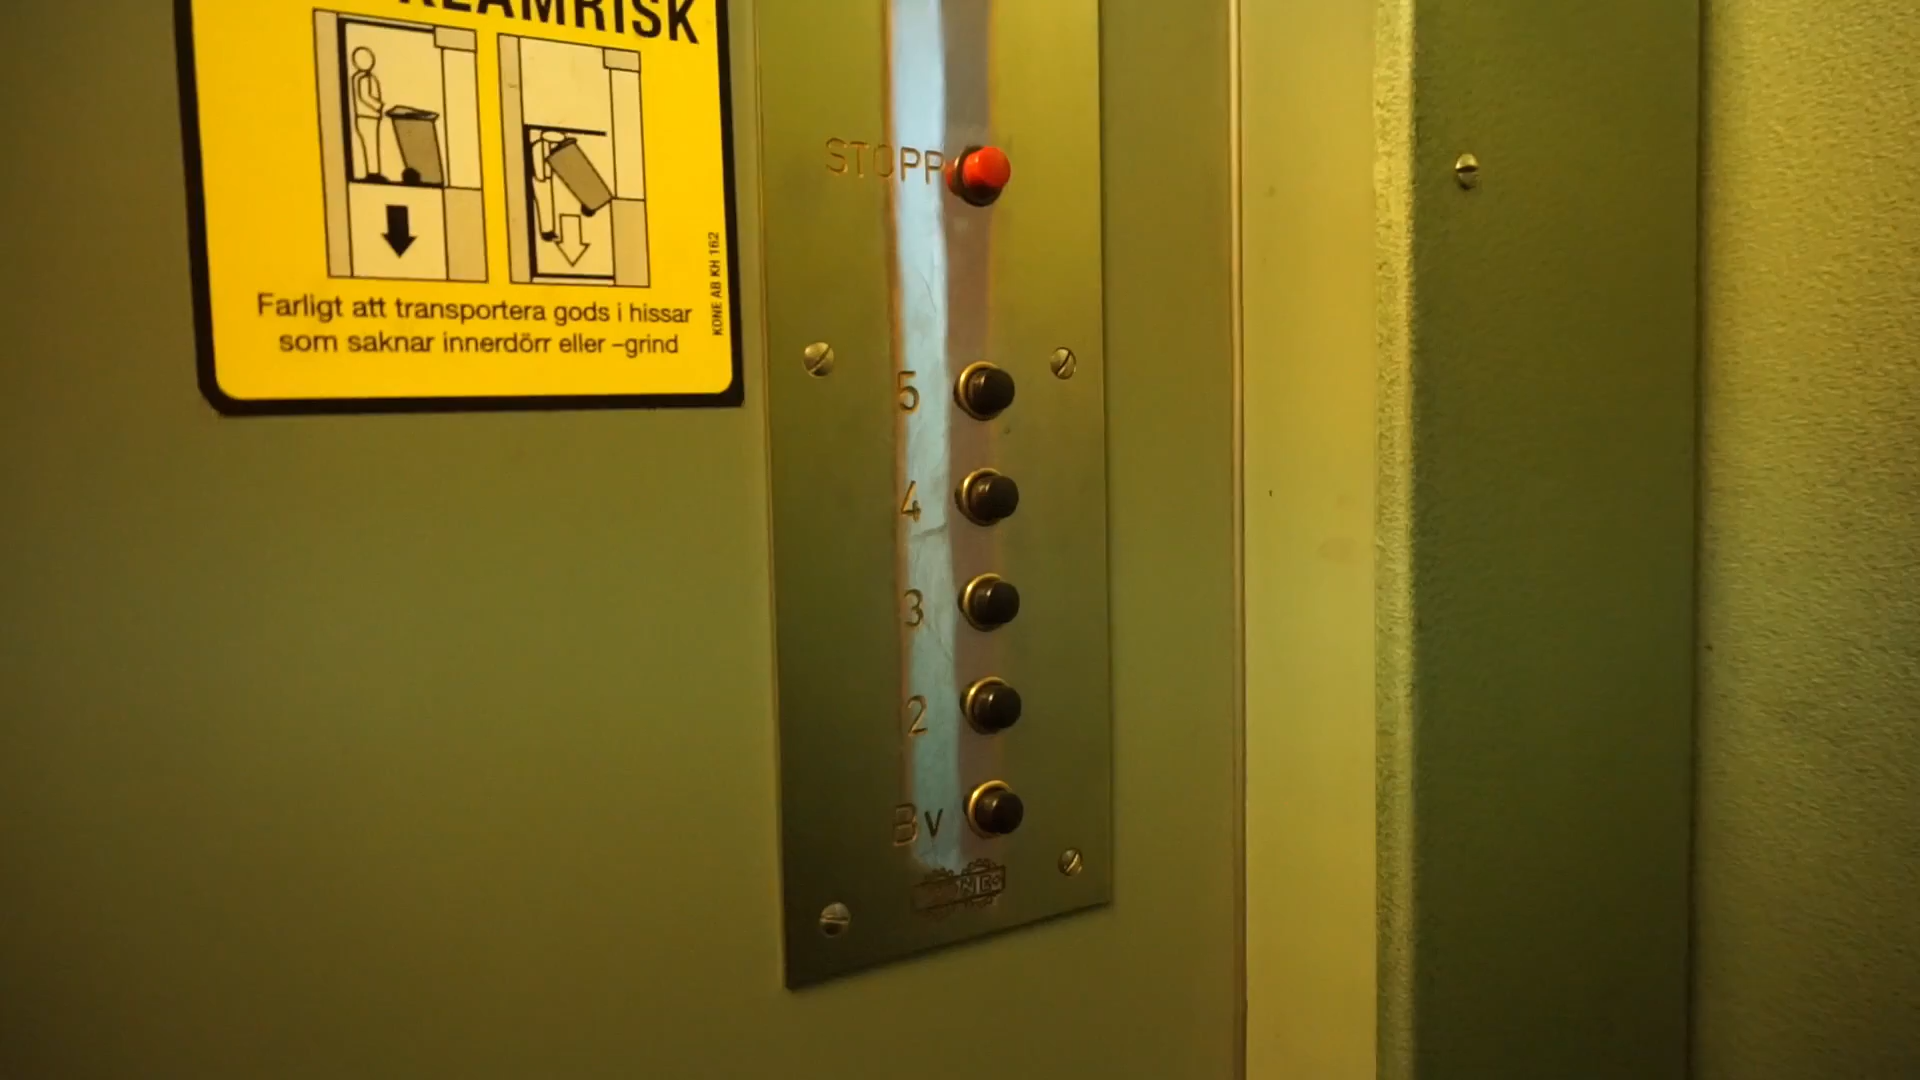 KLÄMRISK
Farligt att transportera gods i hissar
som saknar innerdörr eller –grind
KONE AB KH 162
STOPP
5
4
3
2
Bv